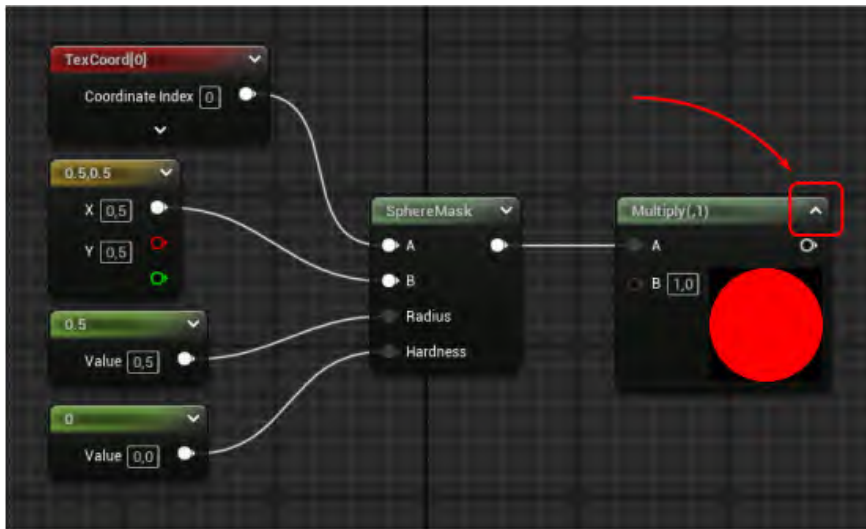 TexCoord[0]
Coordinate Index 0
0.5,0.5
X 0,5
Y 0,5
0.5
Value 0,5
0
Value 0,0
SphereMask
A
B
Radius
Hardness
Multiply(,1)
A
B 1,0